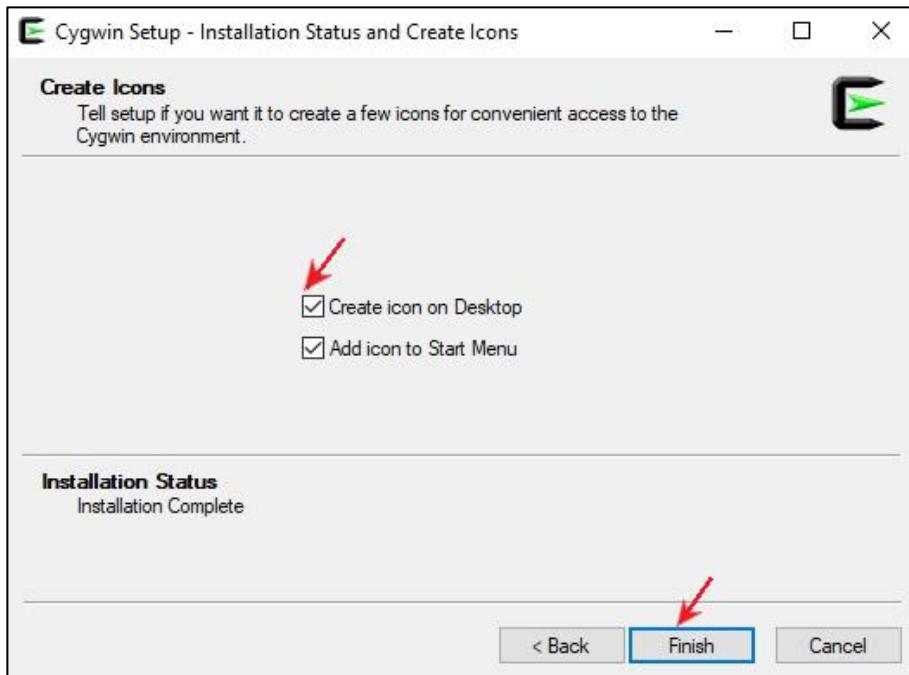 Cygwin Setup - Installation Status and Create Icons
Create Icons
Tell setup if you want it to create a few icons for convenient access to the
Cygwin environment.
Create icon on Desktop
Add icon to Start Menu
Installation Status
Installation Complete
< Back Finish Cancel